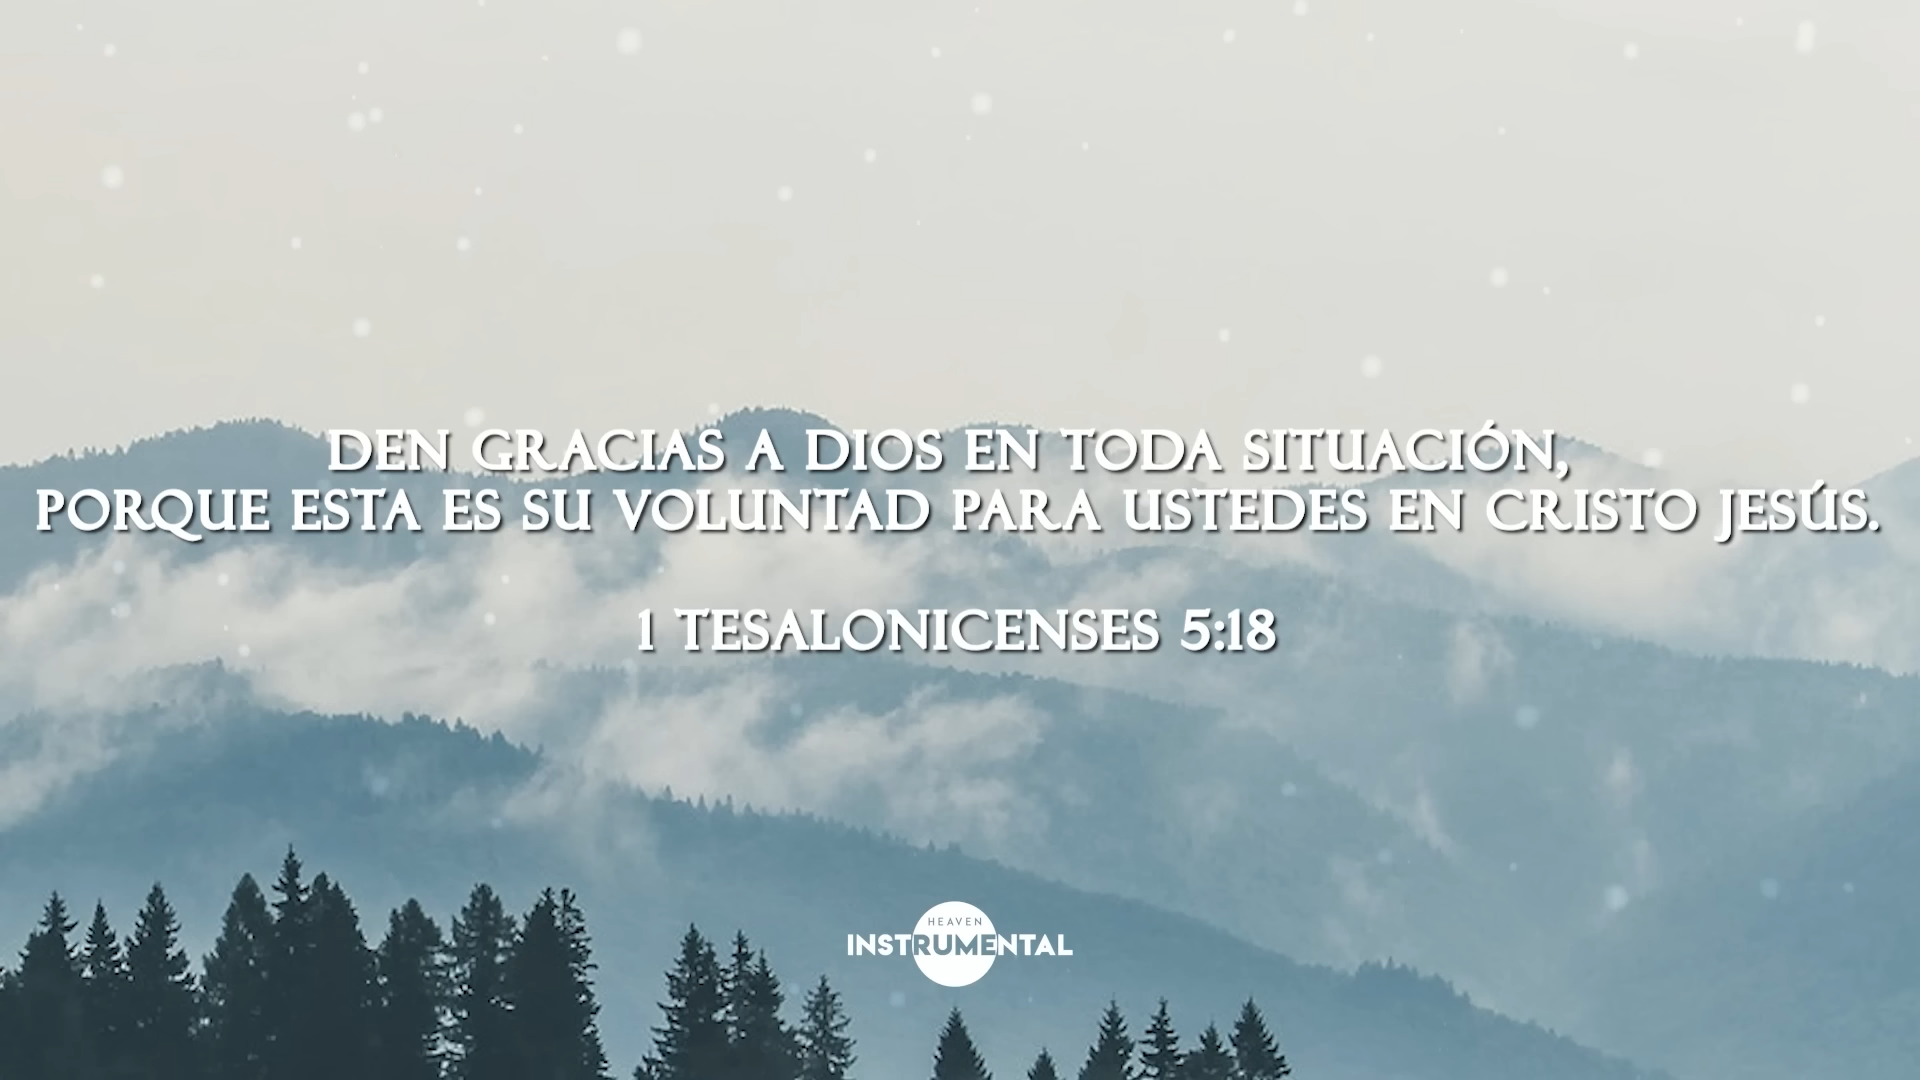 DEN GRACIAS A DIOS EN TODA SITUACIÓN,
PORQUE ESTA ES SU VOLUNTAD PARA USTEDES EN CRISTO JESÚS.
1 TESALONICENSES 5:18
HEAVEN
INSTRUMENTAL